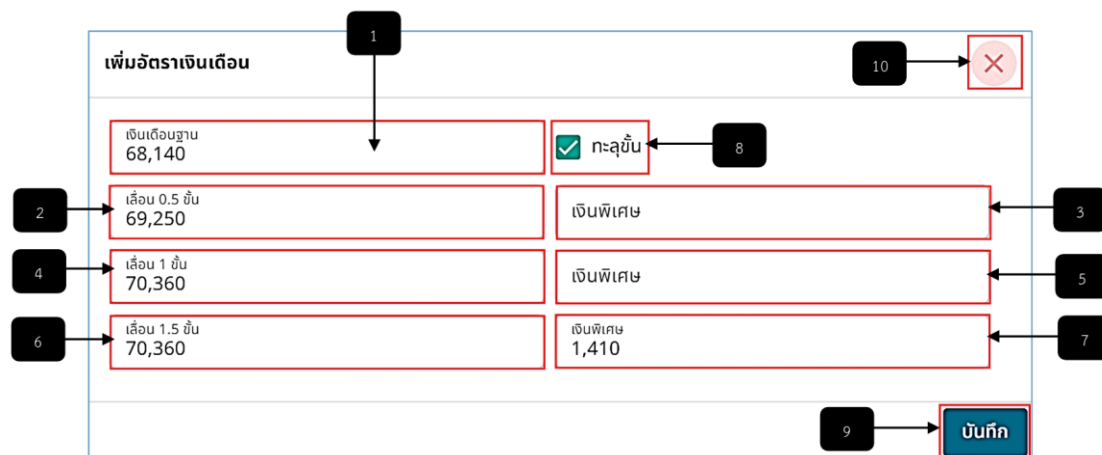 1
เพิ่มอัตราเงินเดือน
10
เงินเดือนฐาน
68,140
ทะลุขั้น
8
2
เลื่อน 0.5 ขั้น
69,250
เงินพิเศษ
3
4
เลื่อน 1 ขั้น
70,360
เงินพิเศษ
5
6
เลื่อน 1.5 ขั้น
70,360
เงินพิเศษ
1,410
7
9
บันทึก